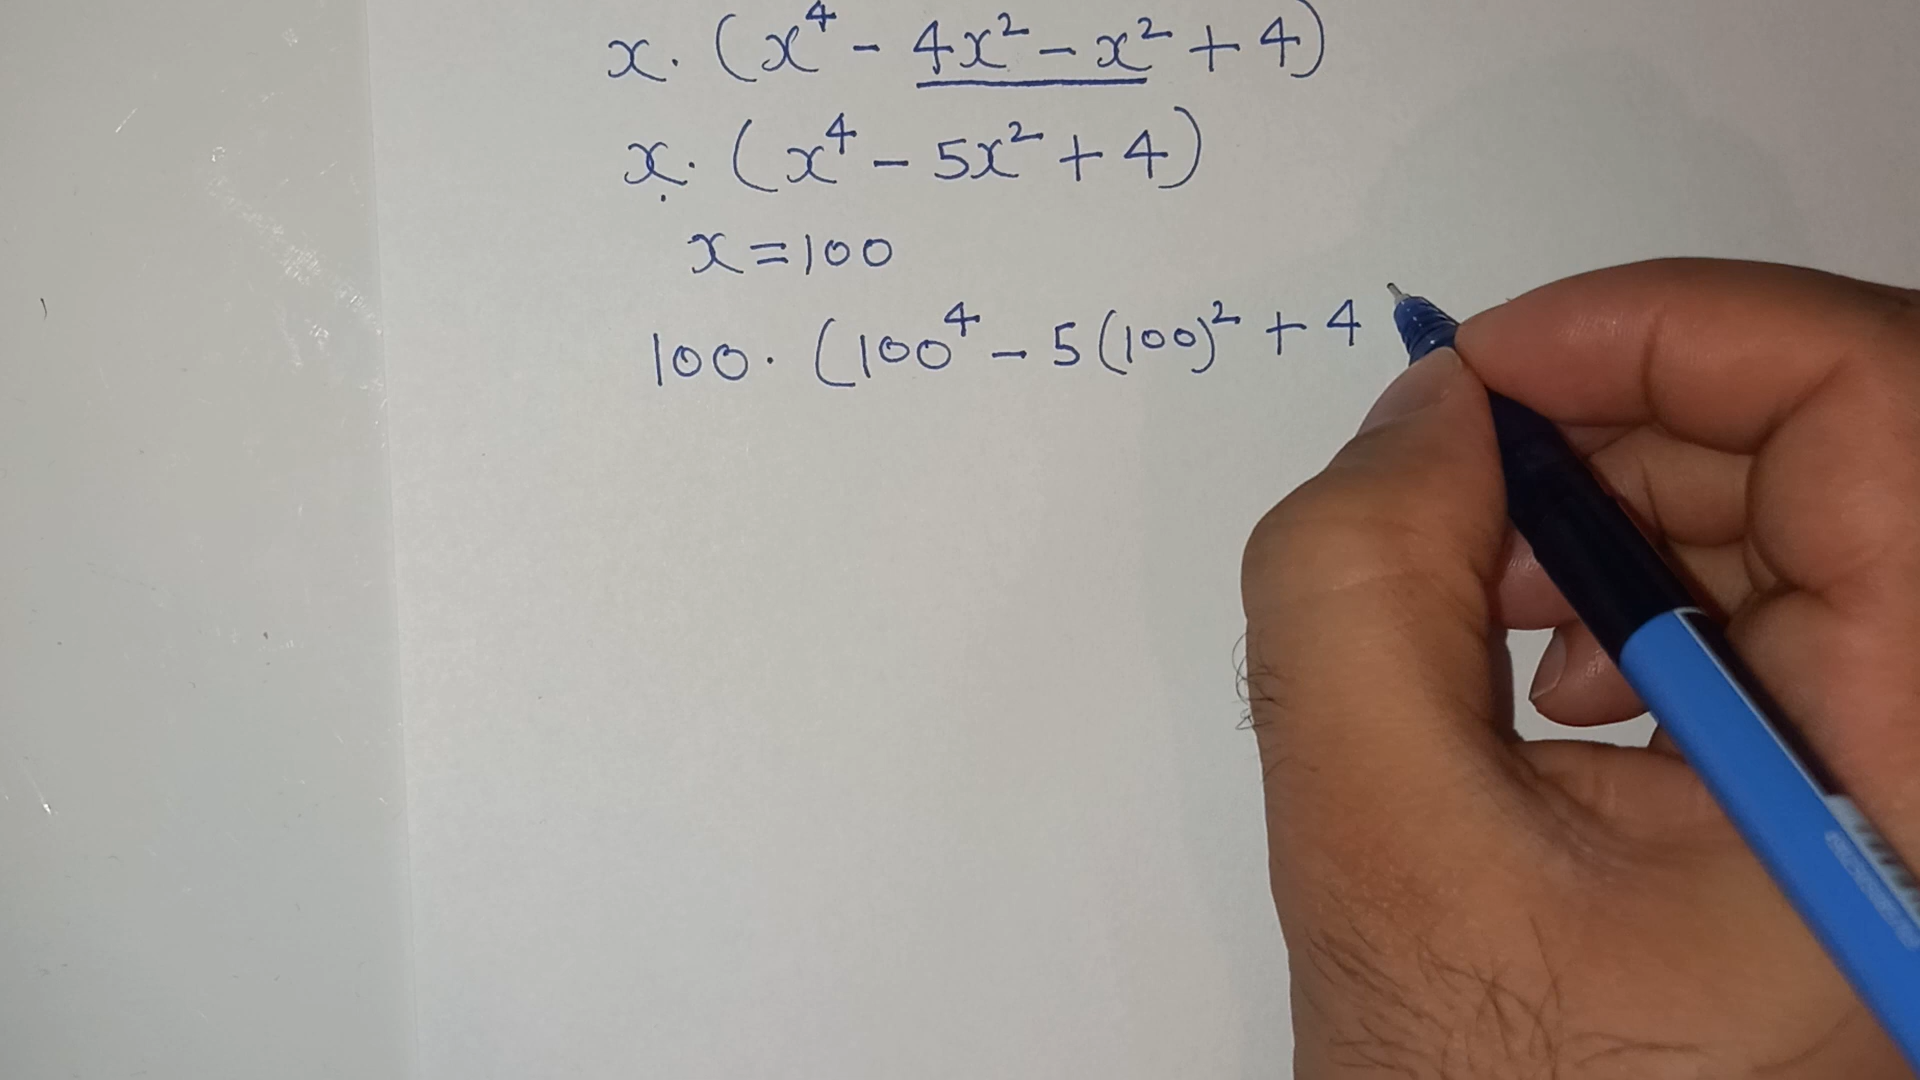 x. (x⁴ - 4x² - x² + 4)
x. (x⁴ - 5x² + 4)
x = 100
100. (100⁴ - 5(100)² + 4